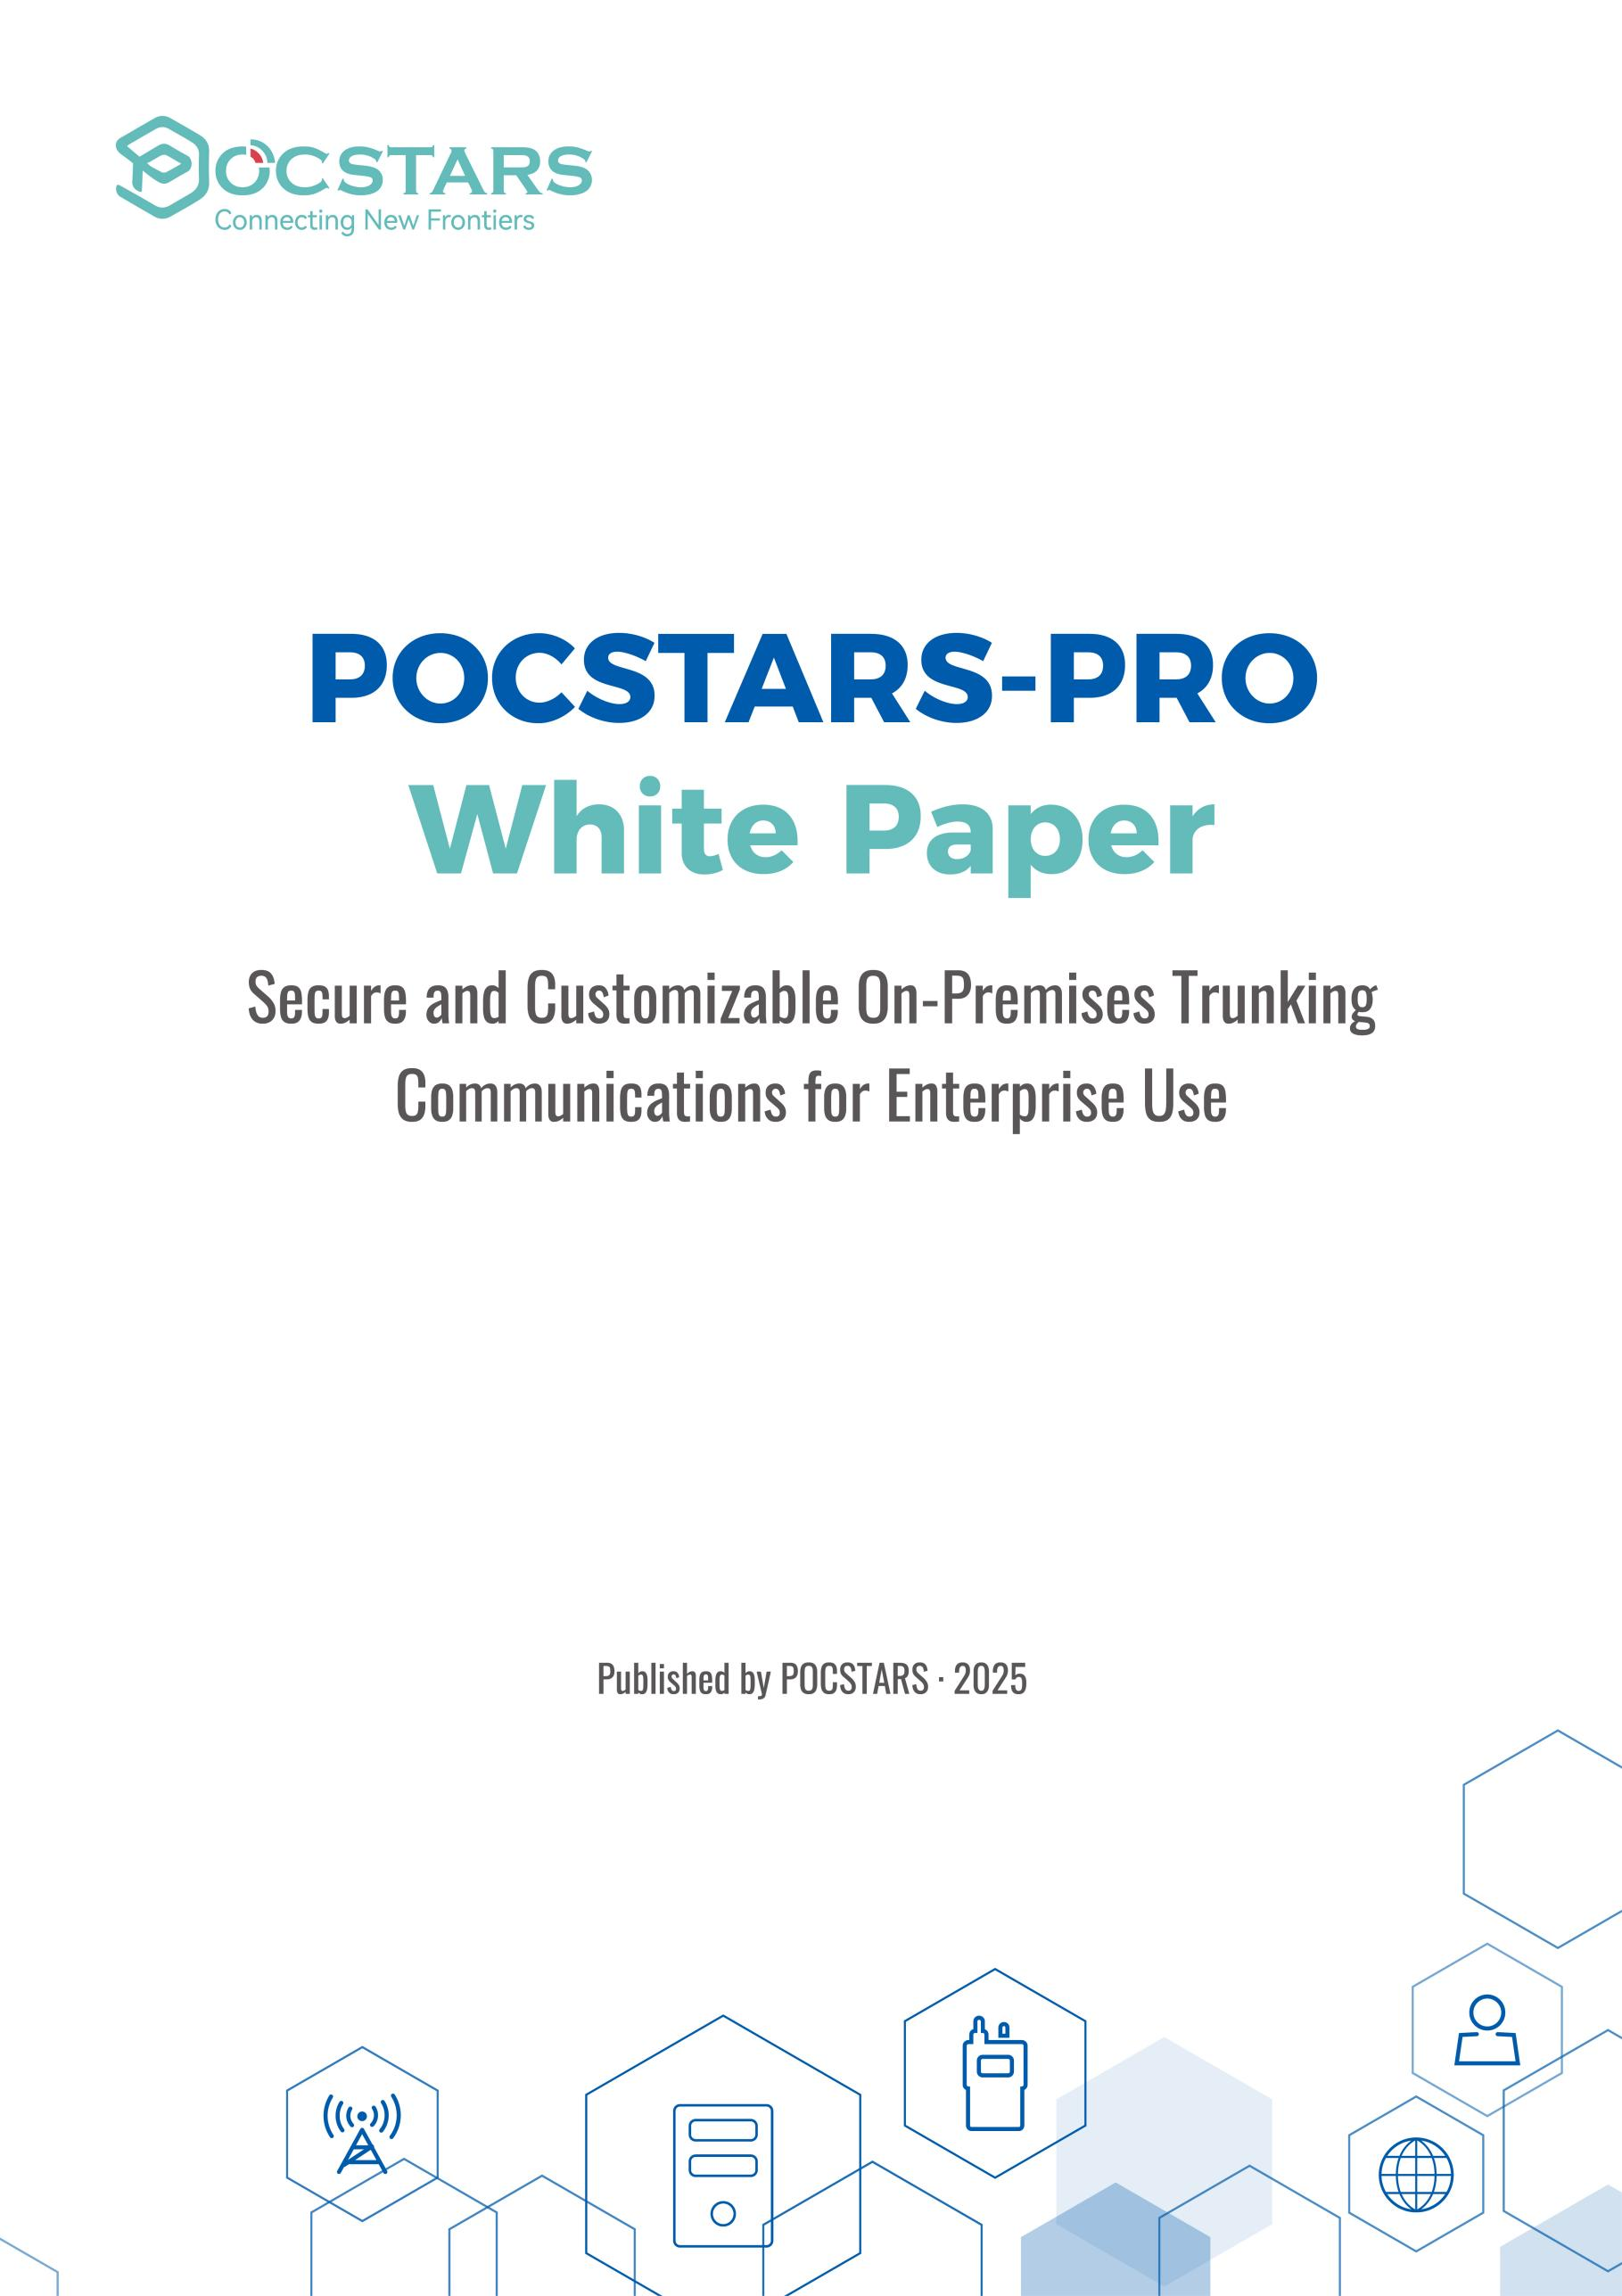 POCSTARS
Connecting New Frontiers
POCSTARS-PRO
White Paper
Secure and Customizable On-Premises Trunking
Communications for Enterprise Use
Published by POCSTARS · 2025